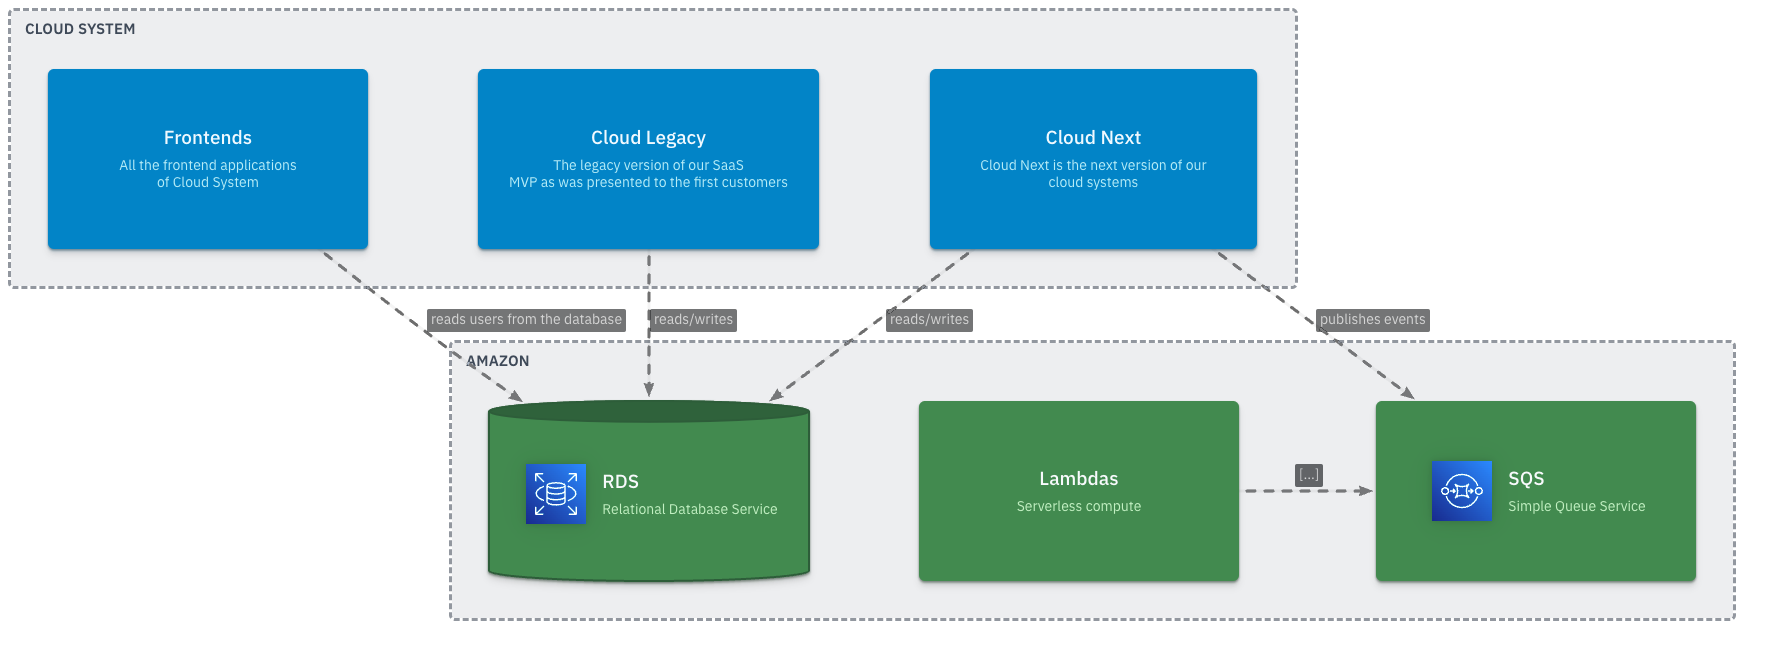 CLOUD SYSTEM
Frontends
All the frontend applications
of Cloud System
Cloud Legacy
The legacy version of our SaaS
MVP as was presented to the first customers
Cloud Next
Cloud Next is the next version of our
cloud systems
reads users from the database
reads/writes
reads/writes
publishes events
AMAZON
RDS
Relational Database Service
Lambdas
Serverless compute
[...]
SQS
Simple Queue Service